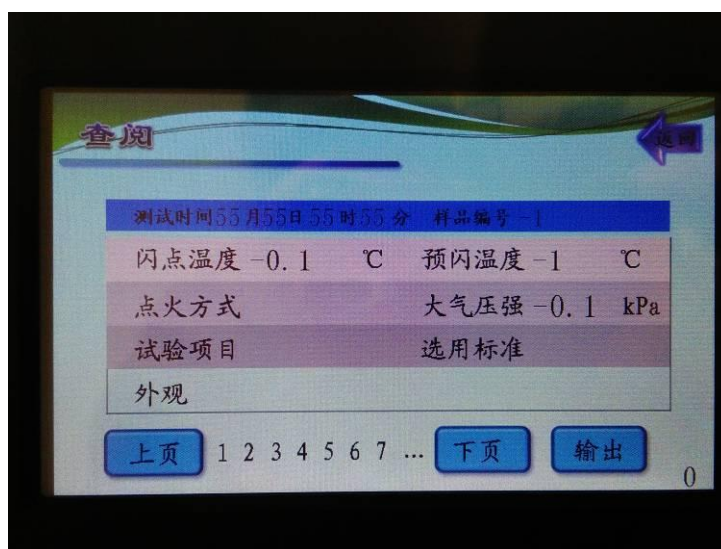 查阅
返回
测试时间55月55日55时55分 样品编号-1
闪点温度-0.1 ℃ 预闪温度-1 ℃
点火方式 大气压强-0.1 kPa
试验项目 选用标准
外观
上页 1 2 3 4 5 6 7 ... 下页 输出
0